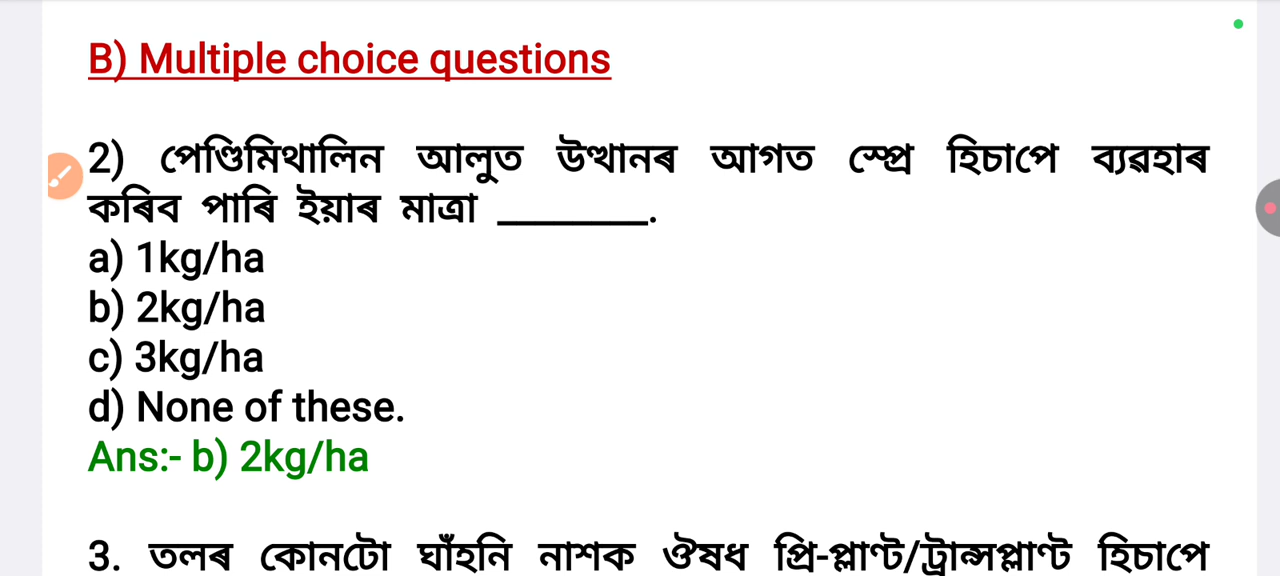 B) Multiple choice questions
2) পেণ্ডিমিথালিন আলুত উত্থানৰ আগত স্প্ৰে হিচাপে ব্যৱহাৰ
কৰিব পাৰি ইয়াৰ মাত্ৰা ________.
a) 1kg/ha
b) 2kg/ha
c) 3kg/ha
d) None of these.
Ans:- b) 2kg/ha
3. তলৰ কোনটো ঘাঁহনি নাশক ঔষধ প্ৰি-প্লাণ্ট/ট্ৰান্সপ্লাণ্ট হিচাপে